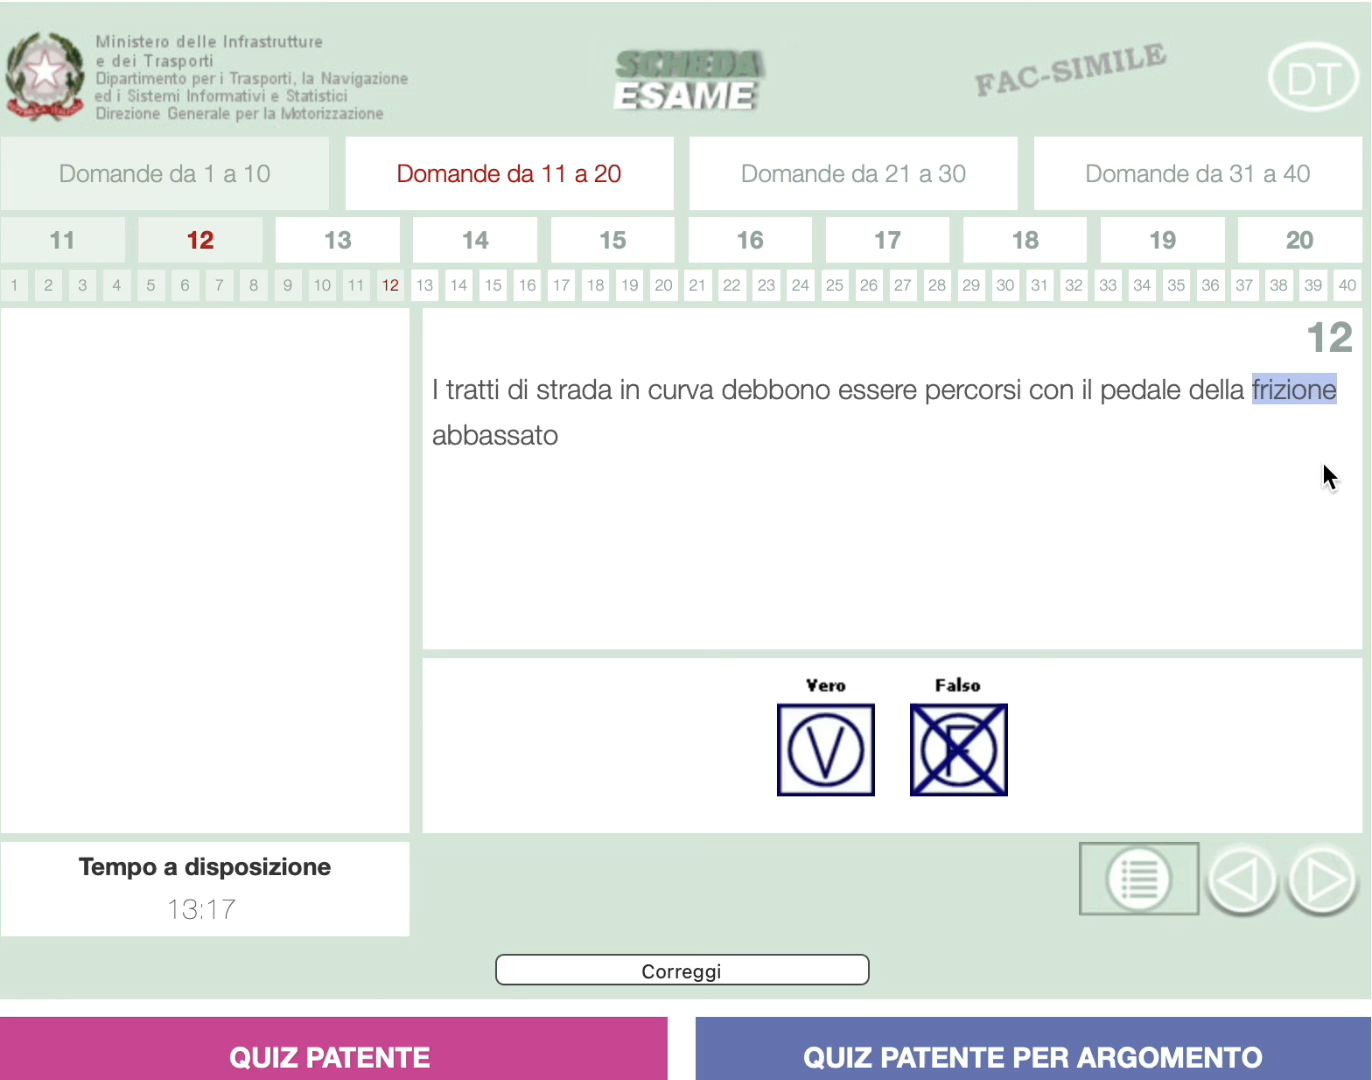 Ministero delle Infrastrutture
e dei Trasporti
Dipartimento per i Trasporti, la Navigazione
ed i Sistemi Informativi e Statistici
Direzione Generale per la Motorizzazione
SCHEDA
ESAME
FAC-SIMILE
DT
Domande da 1 a 10
Domande da 11 a 20
Domande da 21 a 30
Domande da 31 a 40
11 12 13 14 15 16 17 18 19 20
1 2 3 4 5 6 7 8 9 10 11 12 13 14 15 16 17 18 19 20 21 22 23 24 25 26 27 28 29 30 31 32 33 34 35 36 37 38 39 40
12
I tratti di strada in curva debbono essere percorsi con il pedale della frizione
abbassato
Vero Falso
V F
Tempo a disposizione
13:17
Correggi
QUIZ PATENTE
QUIZ PATENTE PER ARGOMENTO